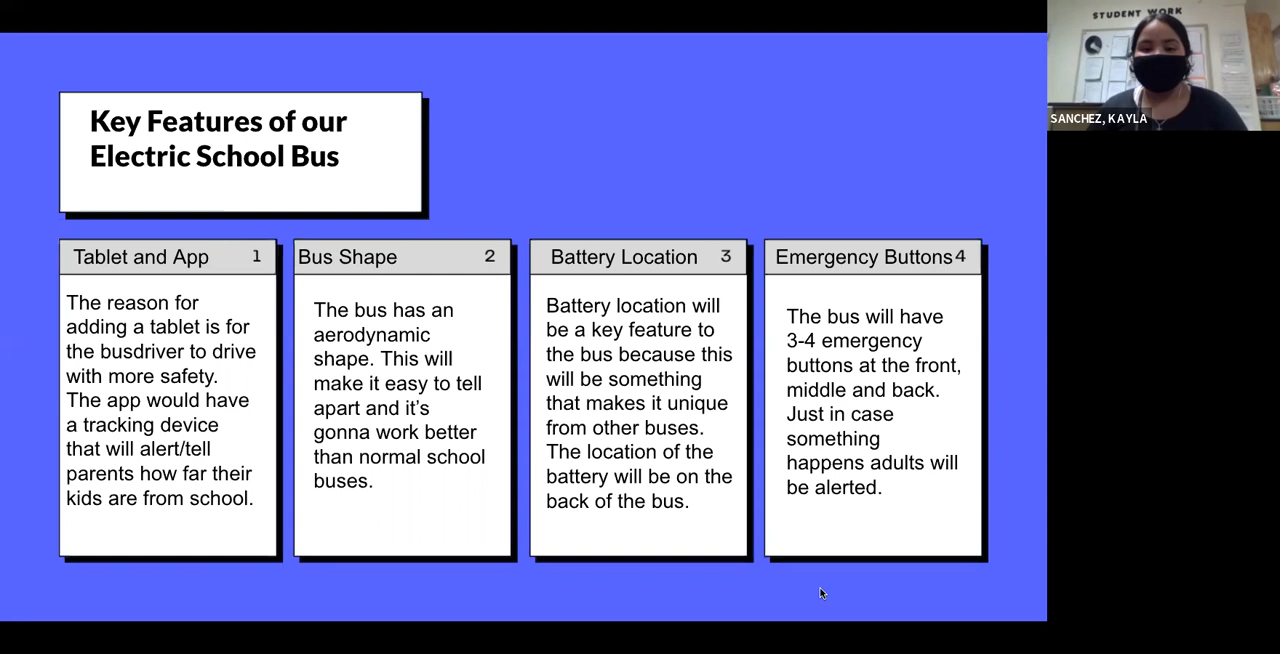 Key Features of our
Electric School Bus
Tablet and App 1
The reason for
adding a tablet is for
the busdriver to drive
with more safety.
The app would have
a tracking device
that will alert/tell
parents how far their
kids are from school.
Bus Shape 2
The bus has an
aerodynamic
shape. This will
make it easy to tell
apart and it's
gonna work better
than normal school
buses.
Battery Location 3
Battery location will
be a key feature to
the bus because this
will be something
that makes it unique
from other buses.
The location of the
battery will be on the
back of the bus.
Emergency Buttons 4
The bus will have
3-4 emergency
buttons at the front,
middle and back.
Just in case
something
happens adults will
be alerted.
STUDENT WORK
SANCHEZ, KAYLA